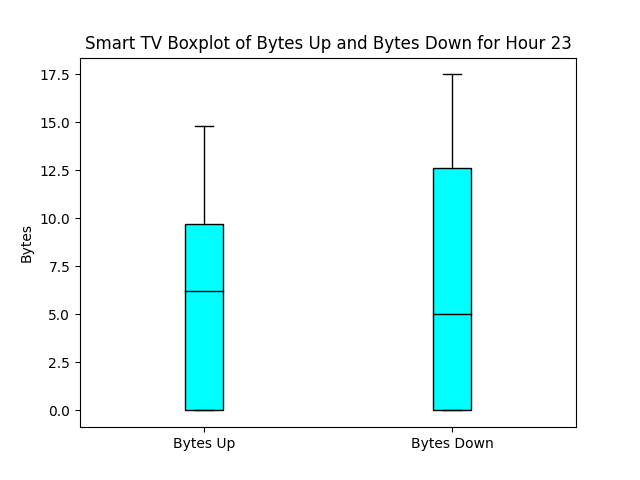 Smart TV Boxplot of Bytes Up and Bytes Down for Hour 23
17.5
15.0
12.5
10.0
7.5
5.0
2.5
0.0
Bytes
Bytes Up
Bytes Down